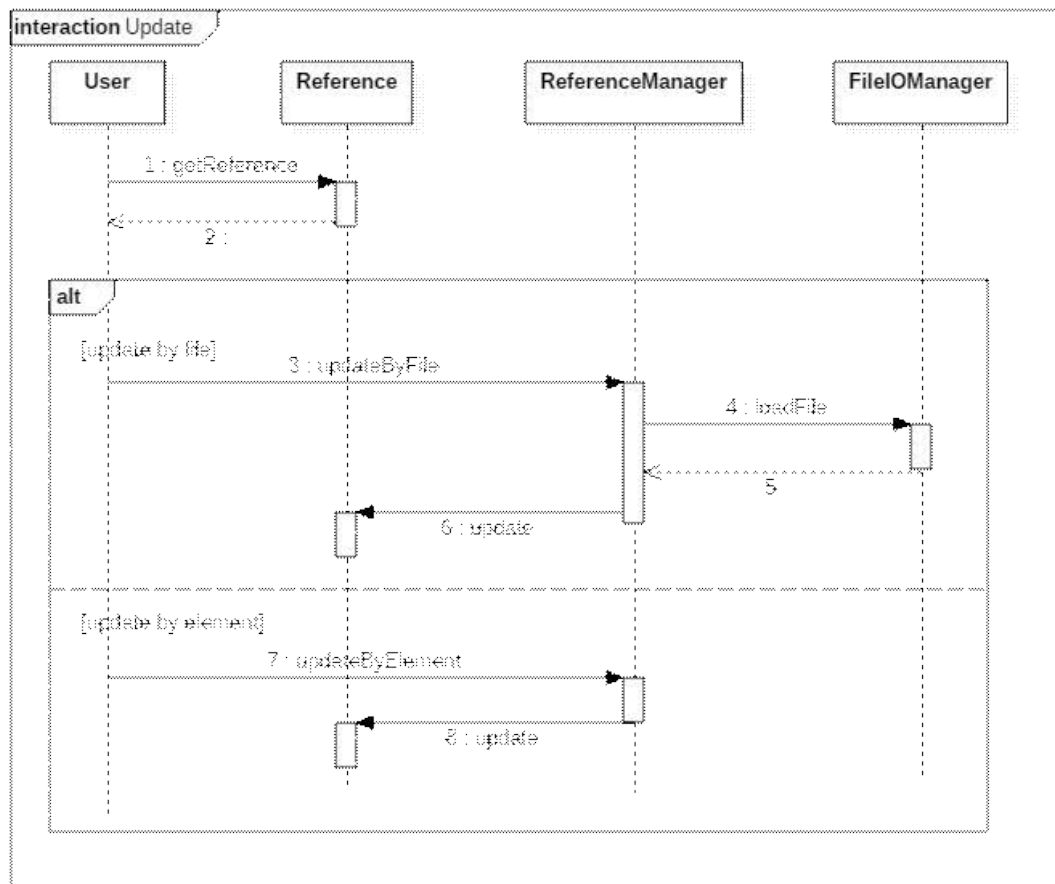 interaction Update
User
Reference
ReferenceManager
FileIOManager
1 : getReference
2 :
alt
[update by file]
3 : updateByFile
4 : loadFile
5
6 : update
[update by element]
7 : updateByElement
8 : update